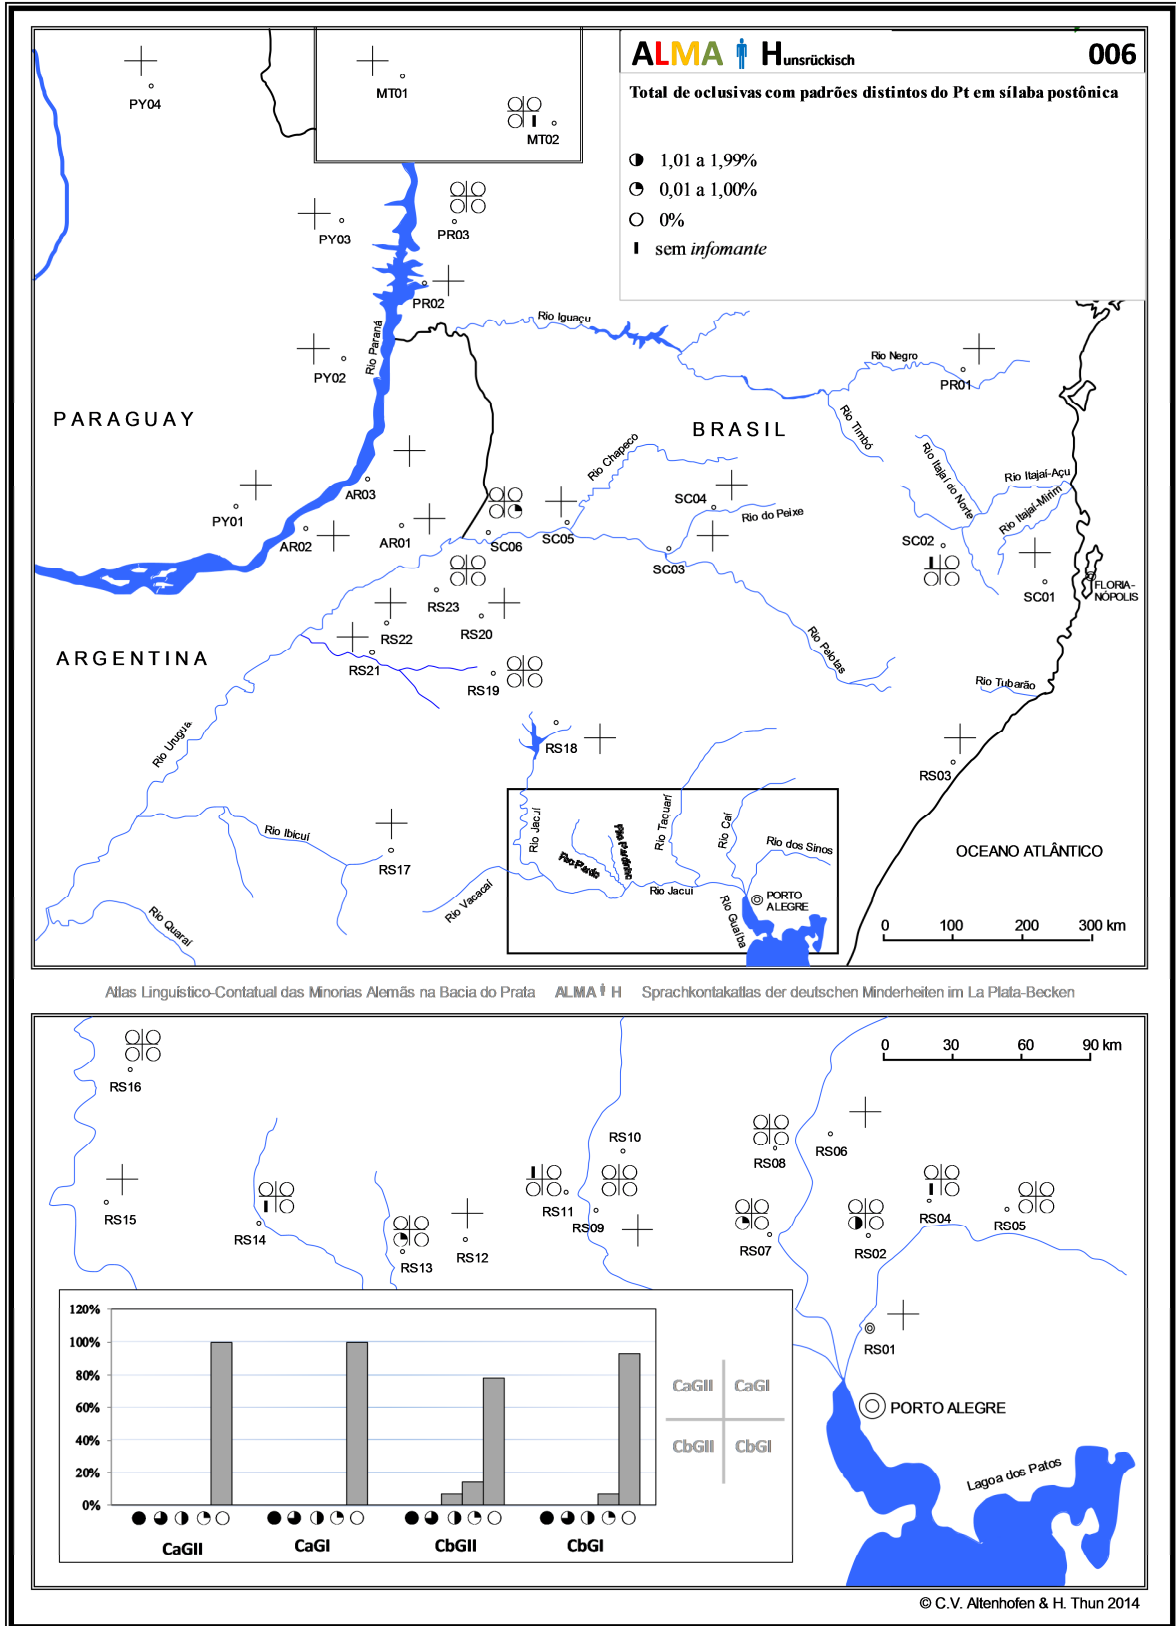 ALMA Hunsrückisch 006
Total de oclusivas com padrões distintos do Pt em sílaba postônica
1,01 a 1,99%
0,01 a 1,00%
0%
sem infomante
PY04
MT01
MT02
PY03
PR03
PR02
Rio Iguaçu
Rio Paraná
PY02
Rio Negro
PR01
PARAGUAY
BRASIL
Rio Timbó
Rio Chapecó
Rio Itajaí do Norte
Rio Itajaí-Açu
Rio Itajaí-Mirim
AR03
SC04
PY01
Rio do Peixe
AR02
AR01
SC06
SC05
SC02
SC03
SC01
FLORIA-
NÓPOLIS
RS23
RS22
RS20
ARGENTINA
RS21
RS19
Rio Pelotas
Rio Tubarão
Rio Uruguá
RS18
RS03
Rio Ibicuí
Rio Jacuí
Rio Pardo
Rio Pardinho
Rio Taquarí
Rio Caí
Rio dos Sinos
RS17
OCEANO ATLÂNTICO
Rio Vacacaí
Rio Jacuí
PORTO
ALEGRE
Rio Guaíba
Rio Quaraí
0 100 200 300 km
Atlas Linguístico-Contatual das Minorias Alemãs na Bacia do Prata ALMA H Sprachkontakatlas der deutschen Minderheiten im La Plata-Becken
0 30 60 90 km
RS16
RS10
RS08
RS06
RS15
RS14
RS11
RS09
RS04
RS05
RS13
RS12
RS07
RS02
RS01
PORTO ALEGRE
Lagoa dos Patos
120%
100%
80%
60%
40%
20%
0%
CaGII CaGI CbGII CbGI
CaGII CaGI
CbGII CbGI
© C.V. Altenhofen & H. Thun 2014